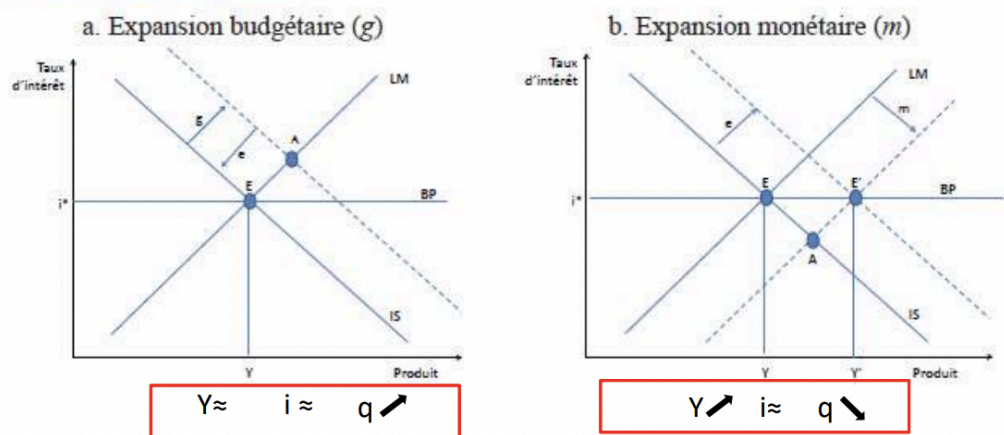 a. Expansion budgétaire (g)
Taux
d'intérêt
LM
g
e
A
E
i*
BP
IS
Y
Produit
Y≈ i ≈ q ➚
b. Expansion monétaire (m)
Taux
d'intérêt
LM
m
e
E
E'
i*
BP
A
IS
Y
Y'
Produit
Y ➚ i≈ q ➘